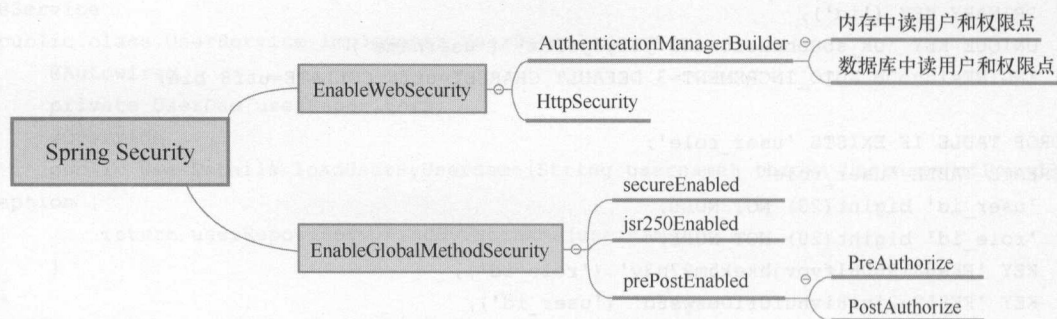 Spring Security
EnableWebSecurity
AuthenticationManagerBuilder
内存中读用户和权限点
数据库中读用户和权限点
HttpSecurity
EnableGlobalMethodSecurity
secureEnabled
jsr250Enabled
prePostEnabled
PreAuthorize
PostAuthorize